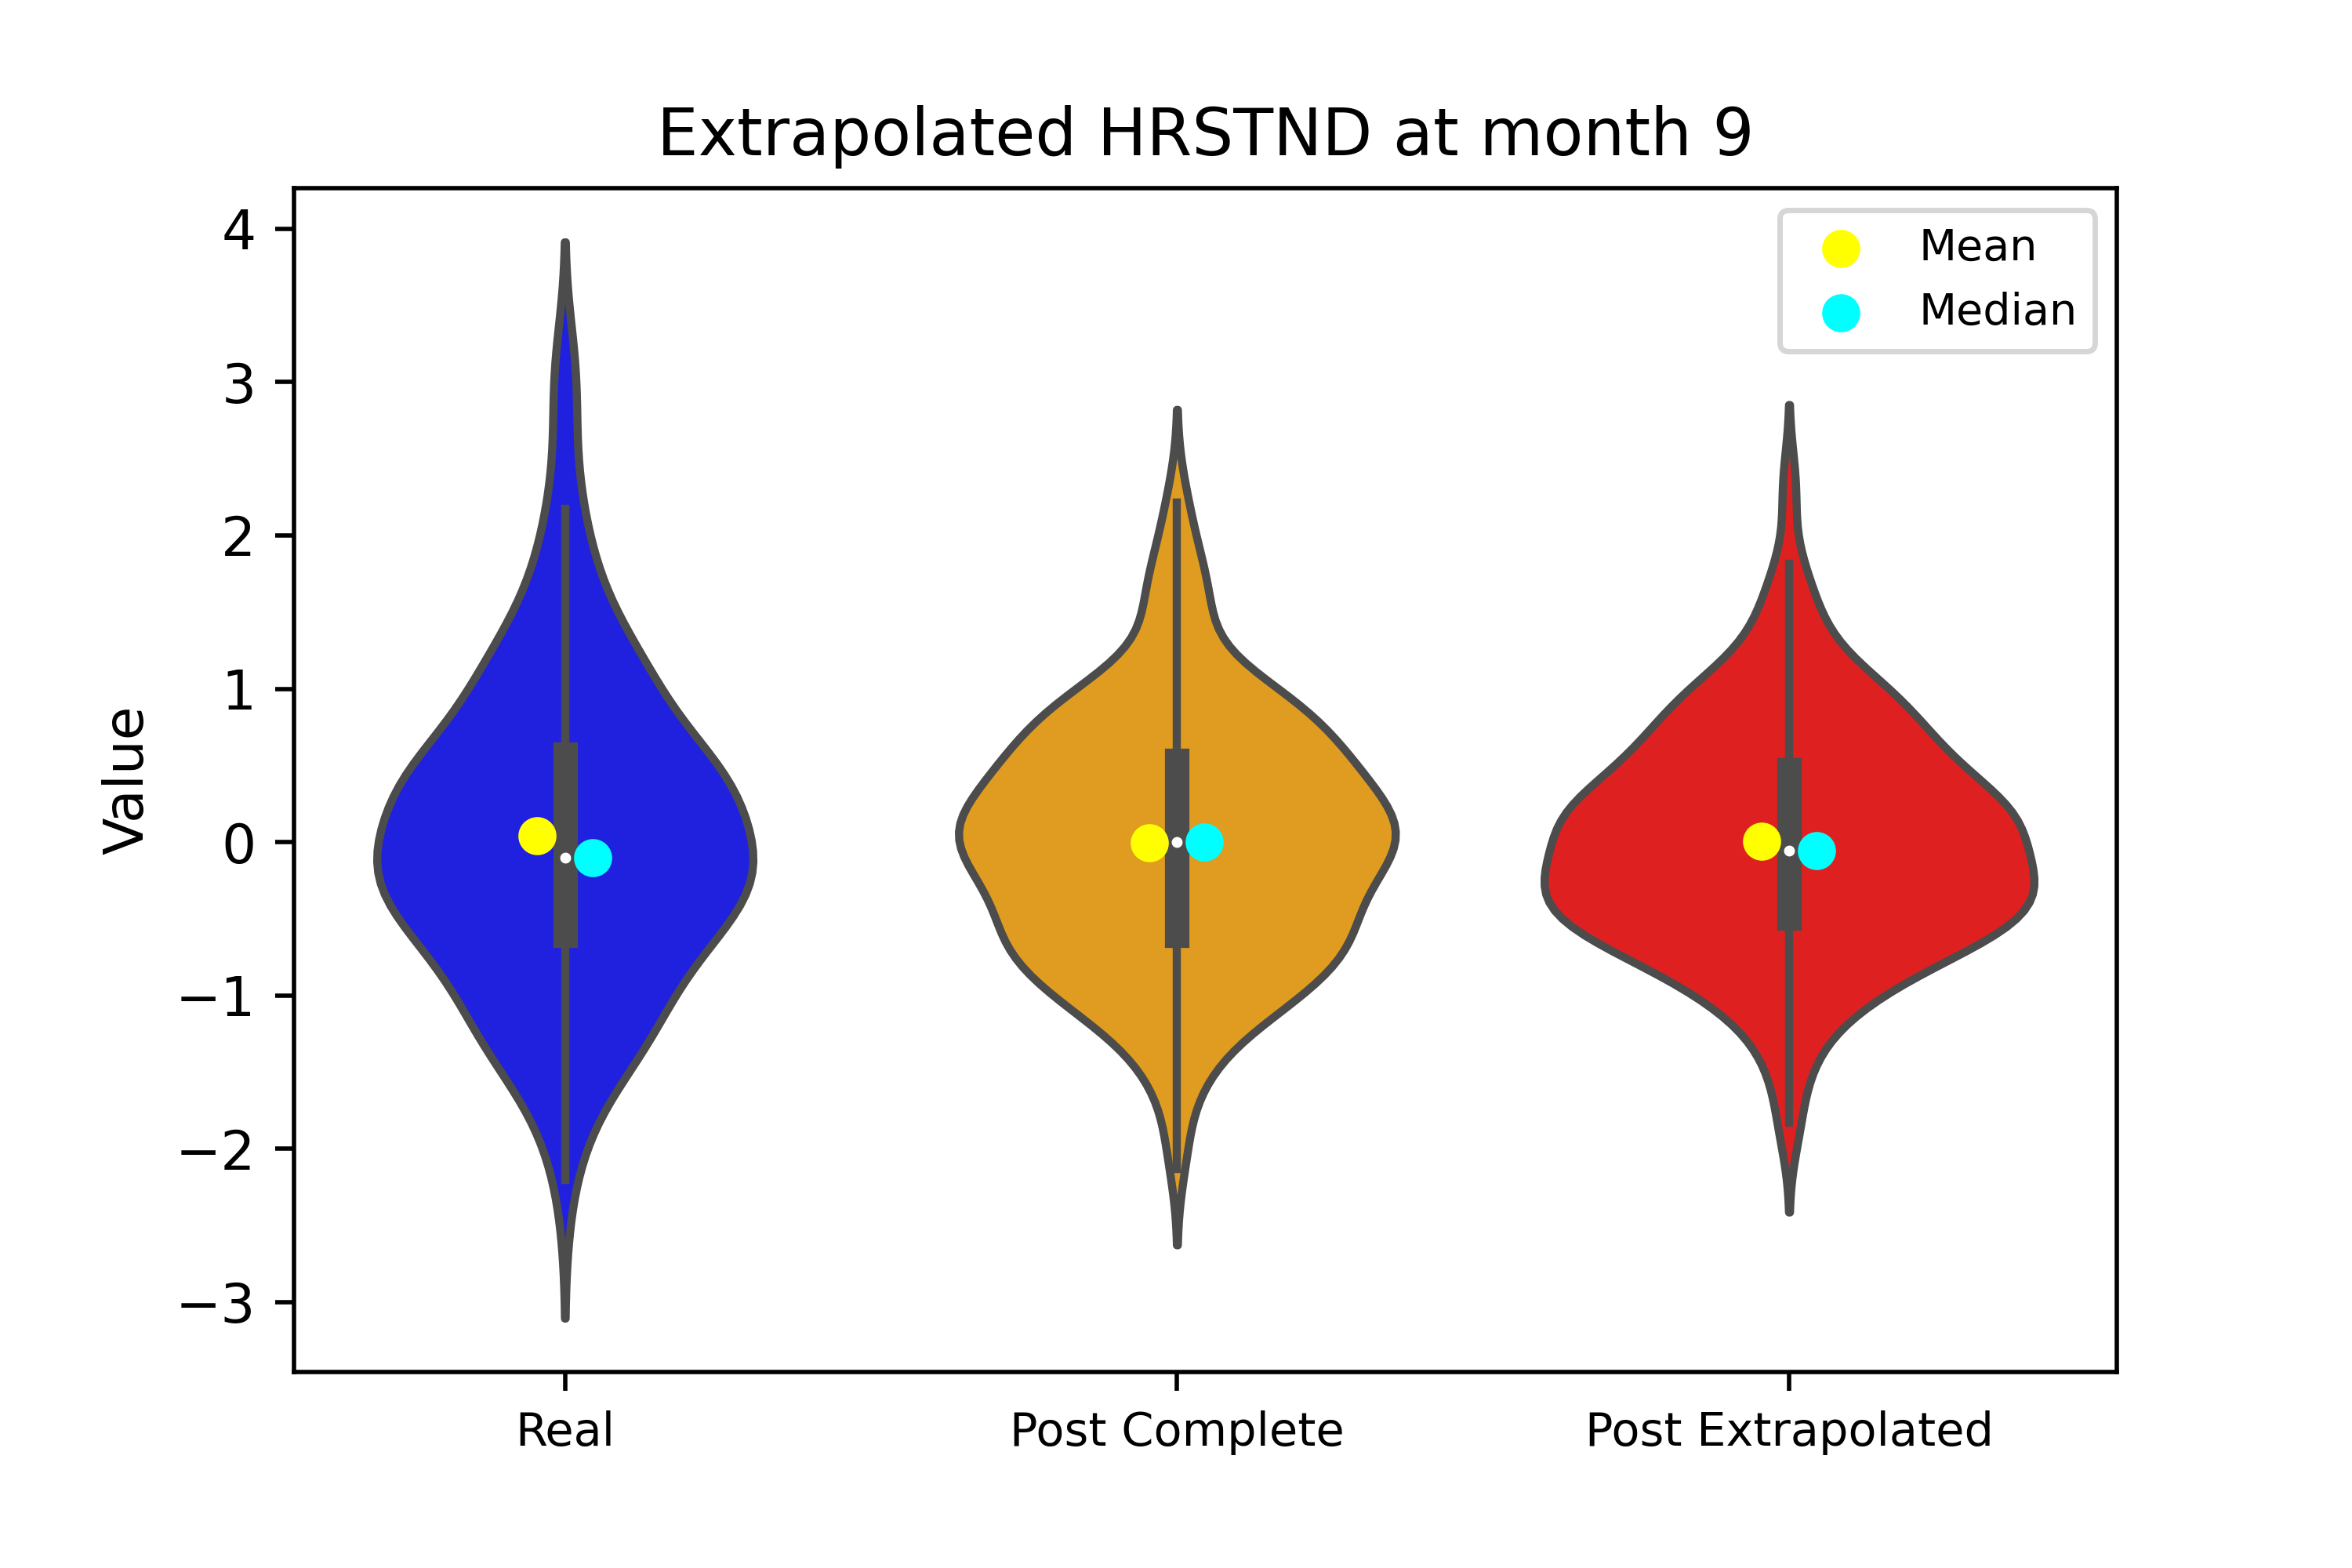 Extrapolated HRSTND at month 9
Mean
Median
Value
4
3
2
1
0
−1
−2
−3
Real
Post Complete
Post Extrapolated